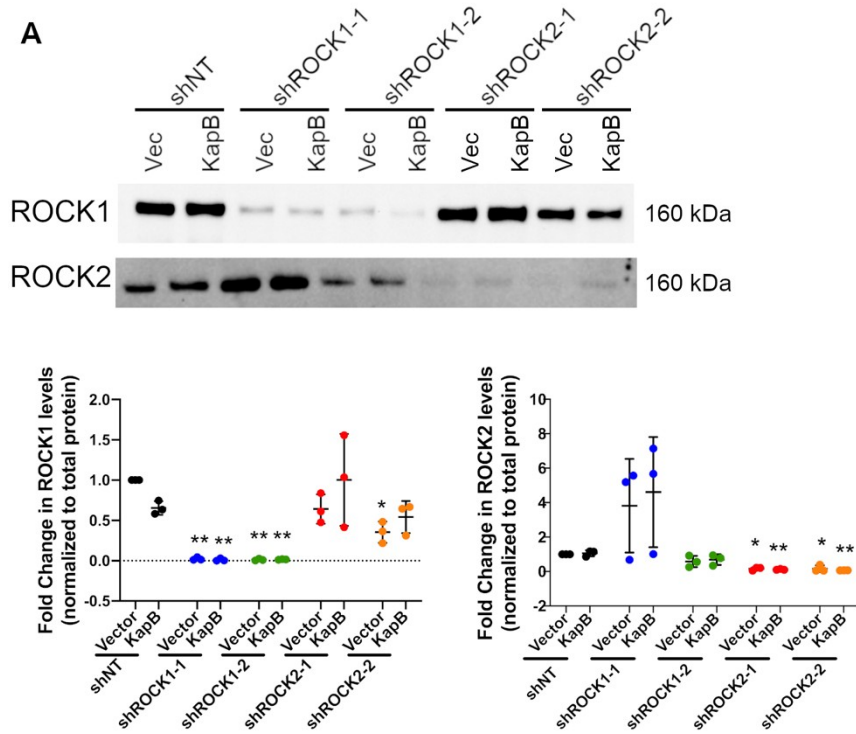 A
shNT shROCK1-1 shROCK1-2 shROCK2-1 shROCK2-2
Vec KapB Vec KapB Vec KapB Vec KapB Vec KapB
ROCK1 160 kDa
ROCK2 160 kDa
Fold Change in ROCK1 levels
(normalized to total protein)
2.0
1.5
1.0
0.5
0.0
-0.5
** ** ** ** *
Vector KapB Vector KapB Vector KapB Vector KapB Vector KapB
shNT shROCK1-1 shROCK1-2 shROCK2-1 shROCK2-2
Fold Change in ROCK2 levels
(normalized to total protein)
10
8
6
4
2
0
-2
* ** * **
Vector KapB Vector KapB Vector KapB Vector KapB Vector KapB
shNT shROCK1-1 shROCK1-2 shROCK2-1 shROCK2-2